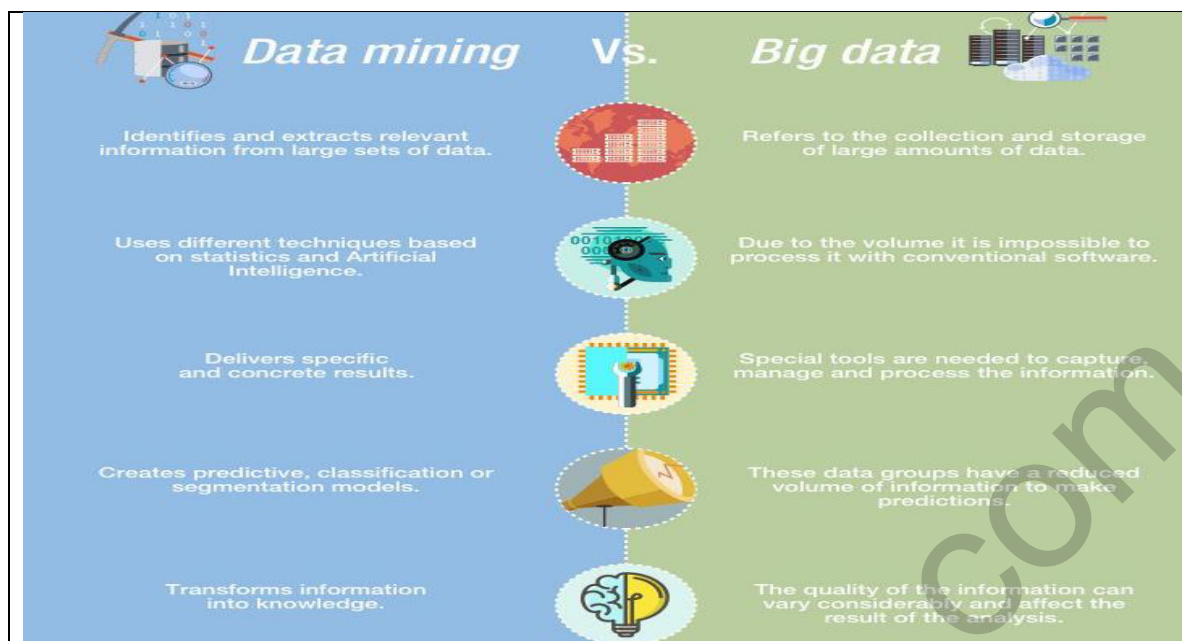 Data mining Vs. Big data
Identifies and extracts relevant
information from large sets of data.
Refers to the collection and storage
of large amounts of data.
Uses different techniques based
on statistics and Artificial
Intelligence.
Due to the volume it is impossible to
process it with conventional software.
Delivers specific
and concrete results.
Special tools are needed to capture,
manage and process the information.
Creates predictive, classification or
segmentation models.
These data groups have a reduced
volume of information to make
predictions.
Transforms information
into knowledge.
The quality of the information can
vary considerably and affect the
result of the analysis.
com